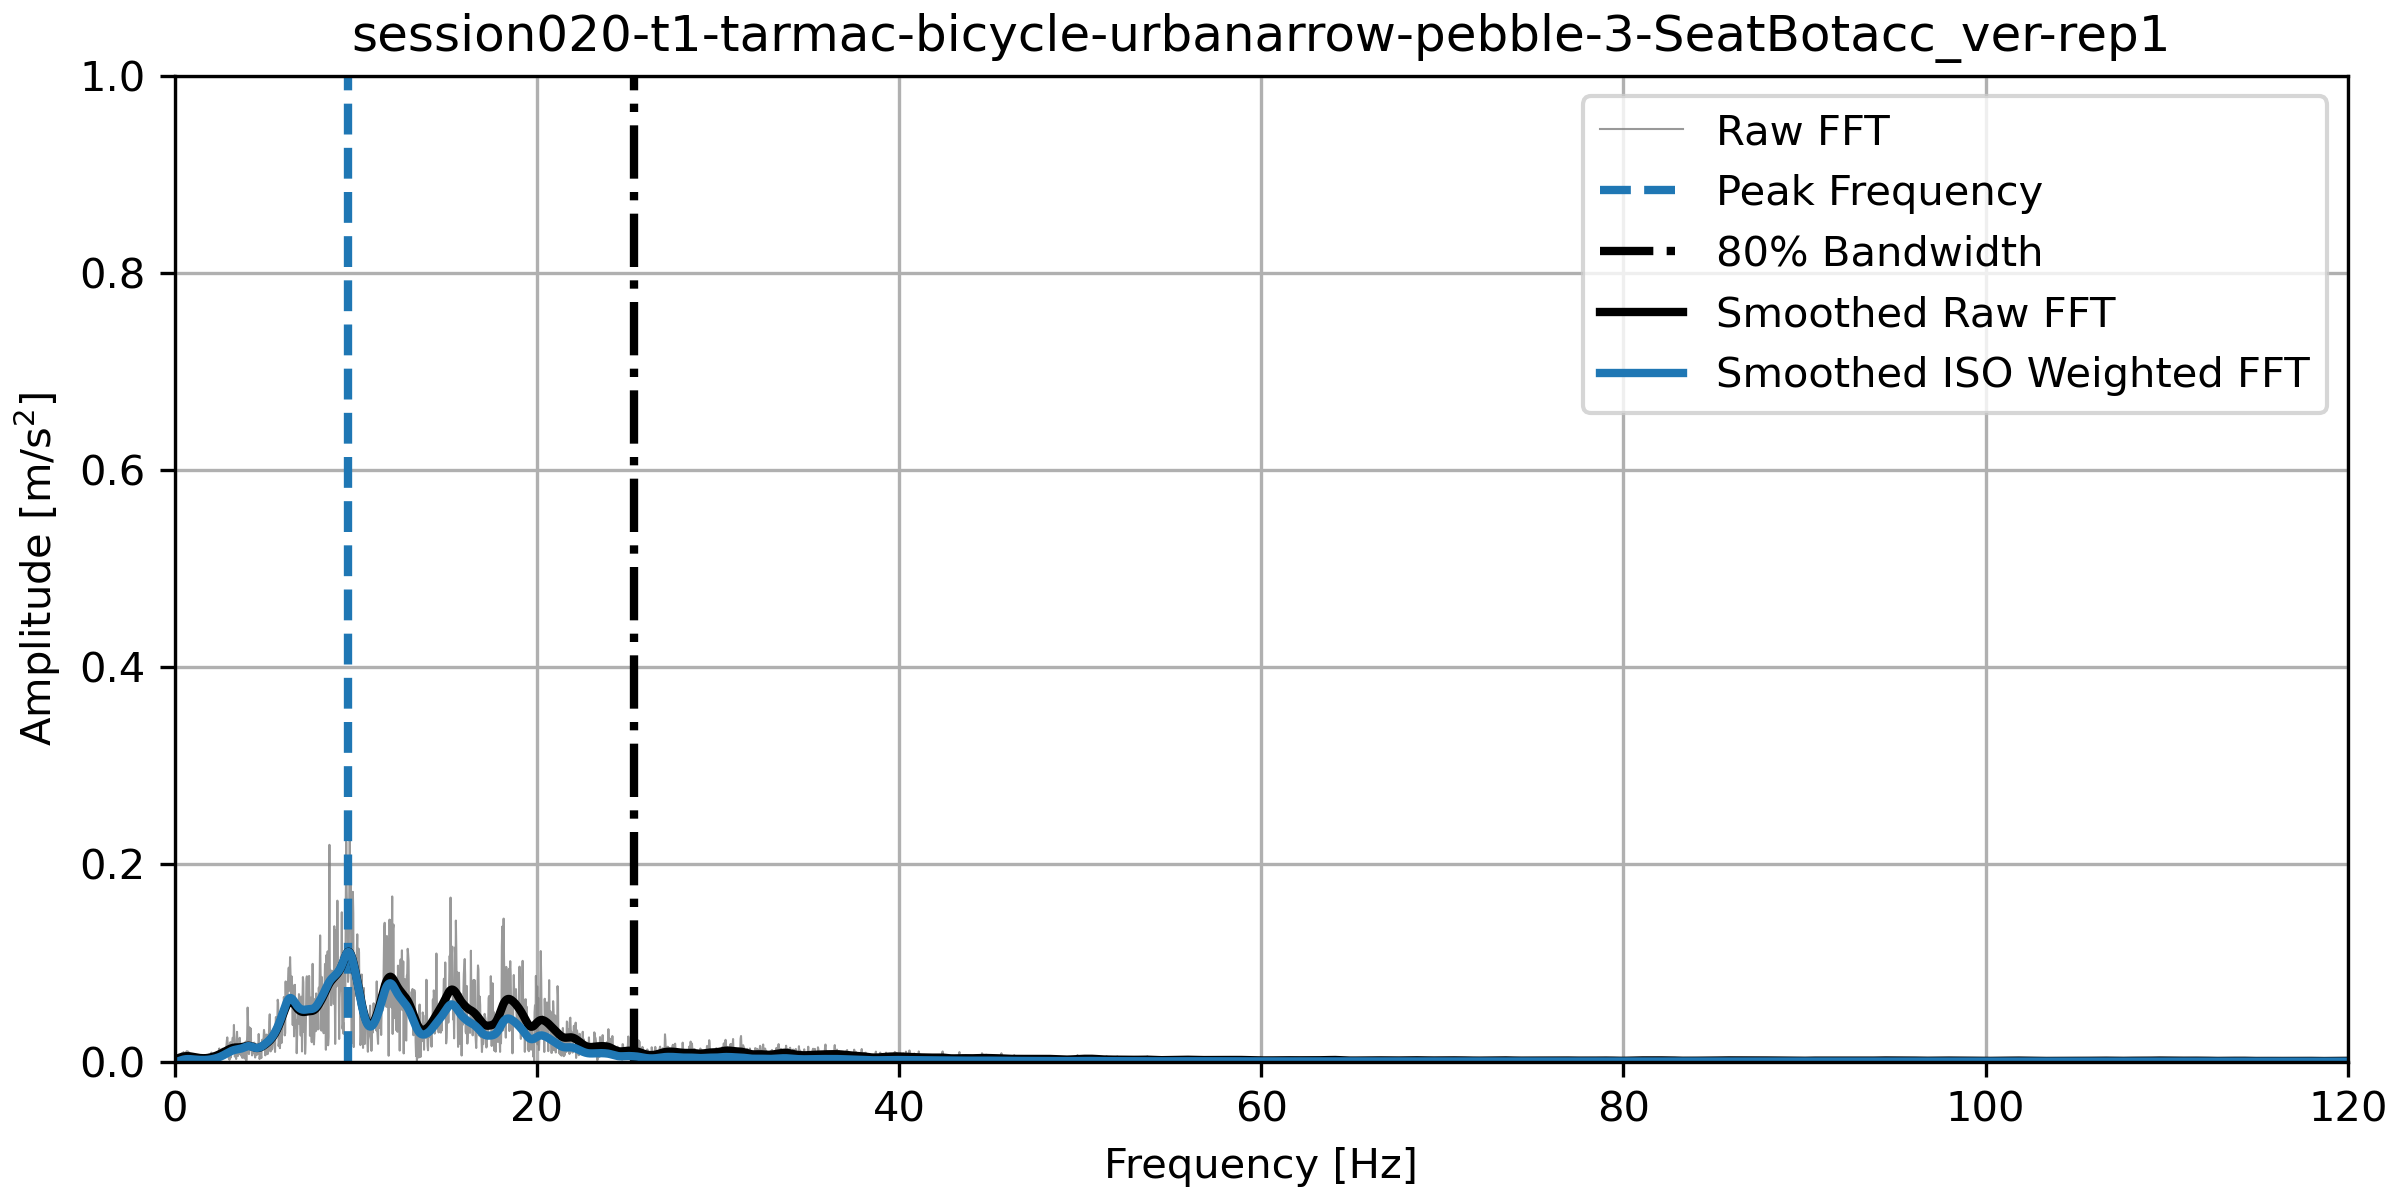 session020-t1-tarmac-bicycle-urbanarrow-pebble-3-SeatBotacc_ver-rep1
1.0
0.8
0.6
0.4
0.2
0.0
Amplitude [m/s²]
Raw FFT
Peak Frequency
80% Bandwidth
Smoothed Raw FFT
Smoothed ISO Weighted FFT
0 20 40 60 80 100 120
Frequency [Hz]